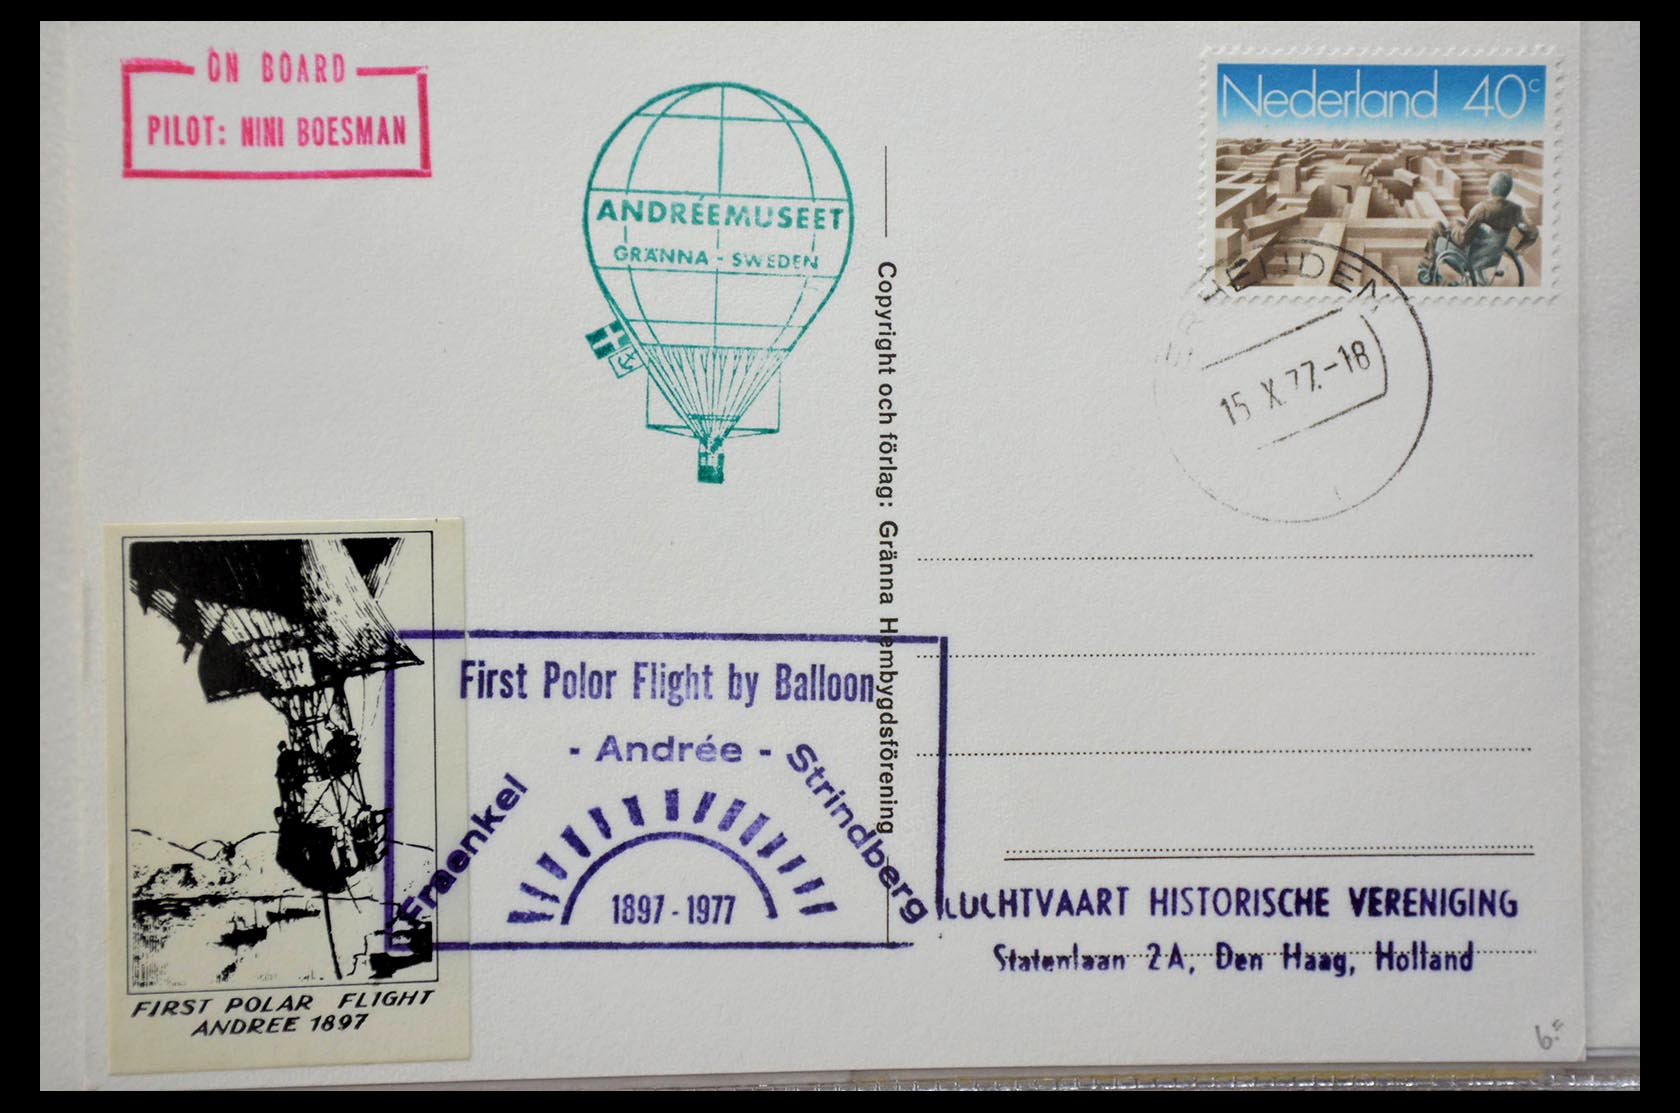 ON BOARD
PILOT: NINI BOESMAN
ANDRÉEMUSEET
GRÄNNA - SWEDEN
Nederland 40c
15 X 77.-18
Copyright och förlag: Gränna Hembygdsförening
First Polor Flight by Balloon
- Andrée -
Fraenkel
Strindberg
1897 - 1977
FIRST POLAR FLIGHT
ANDREE 1897
LUCHTVAART HISTORISCHE VERENIGING
Statenlaan 2A, Den Haag, Holland